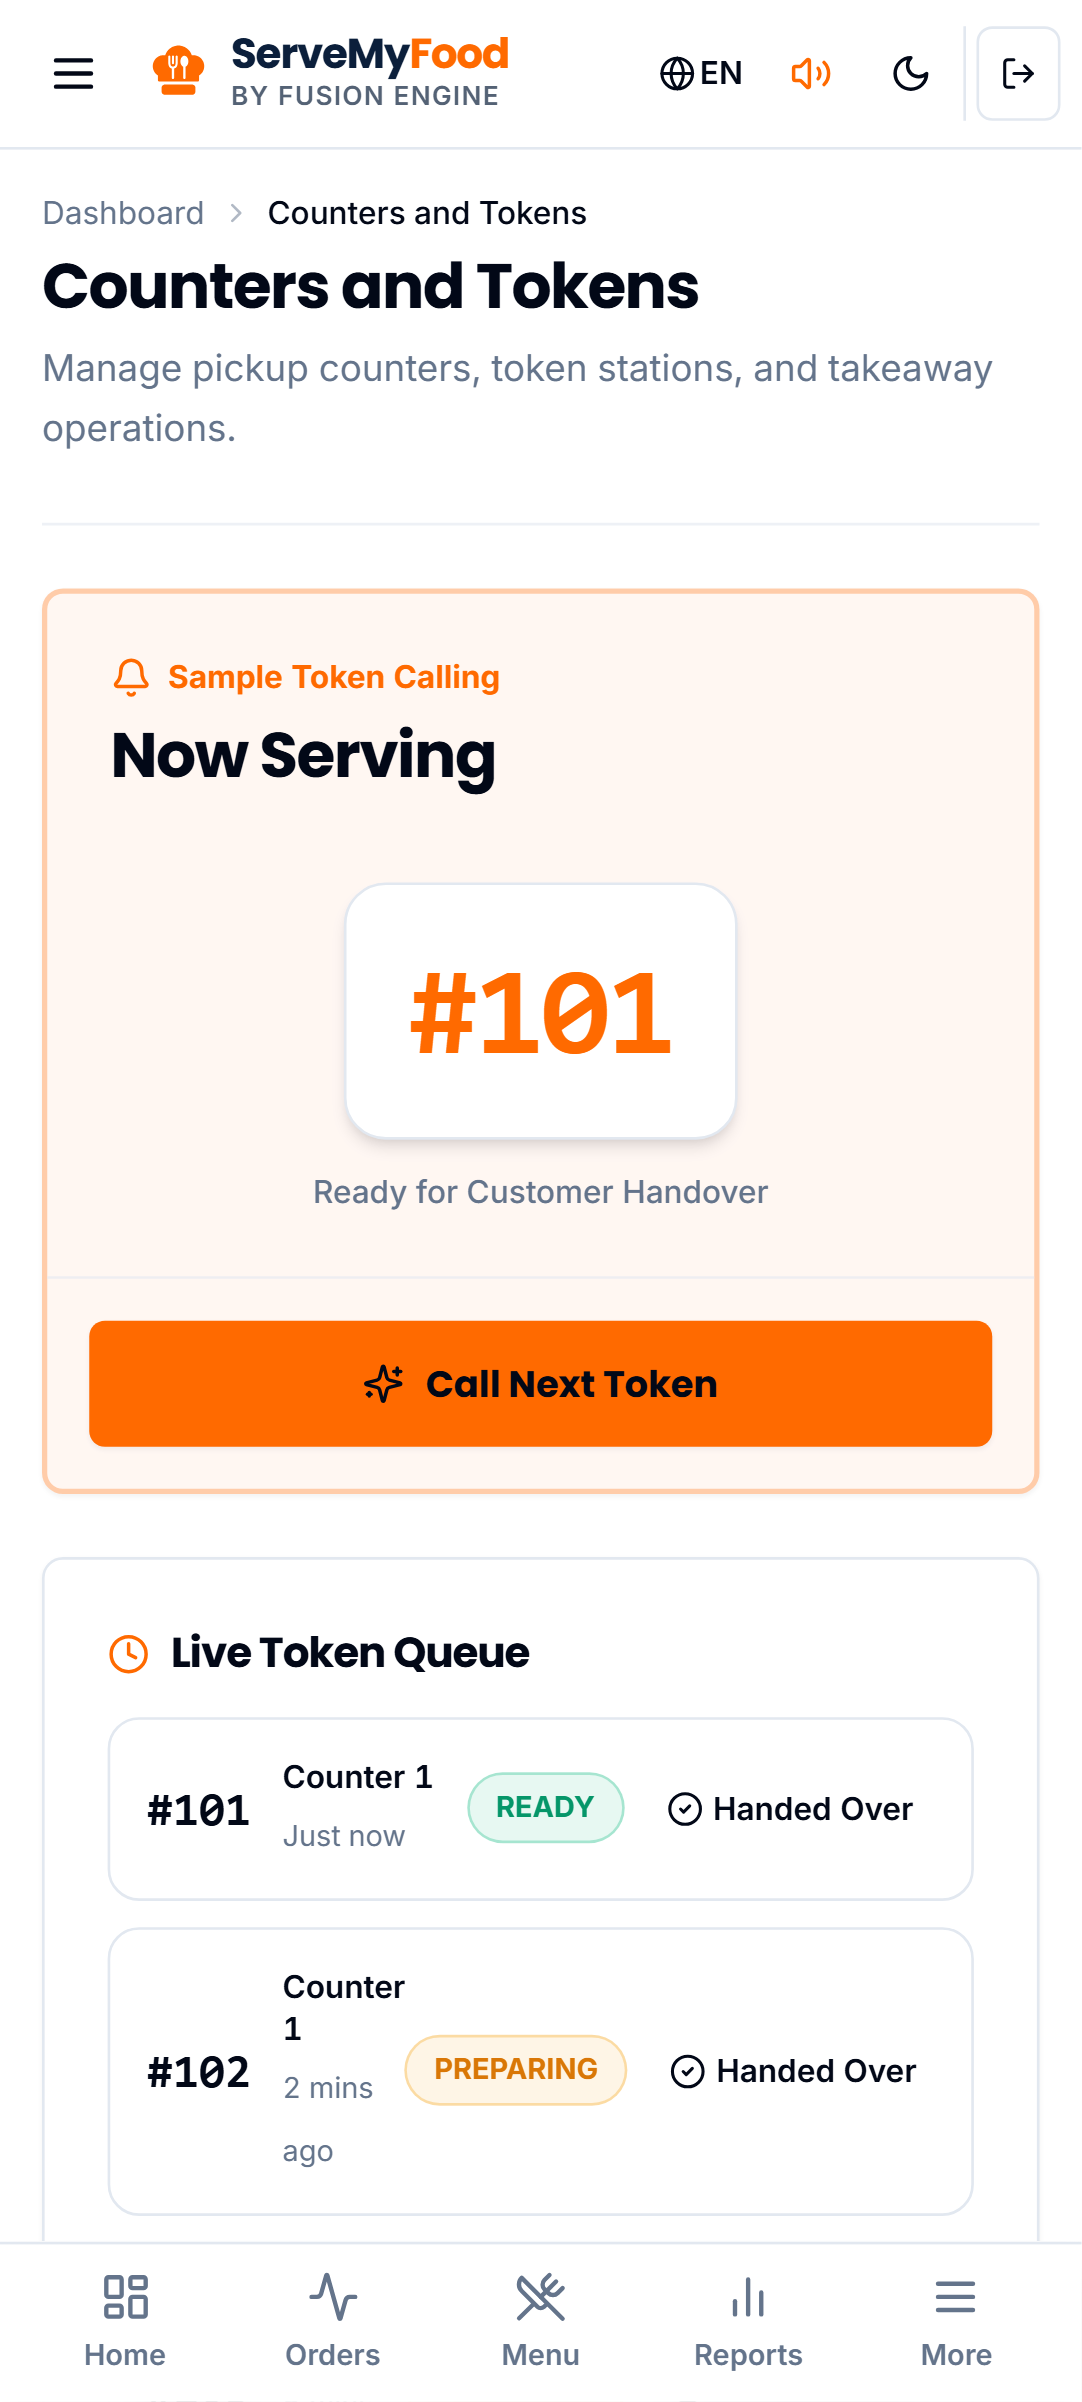 ServeMyFood
BY FUSION ENGINE
EN
Dashboard > Counters and Tokens
Counters and Tokens
Manage pickup counters, token stations, and takeaway
operations.
Sample Token Calling
Now Serving
#101
Ready for Customer Handover
Call Next Token
Live Token Queue
#101
Counter 1
Just now
READY
Handed Over
#102
Counter
1
2 mins
ago
PREPARING
Handed Over
Home
Orders
Menu
Reports
More